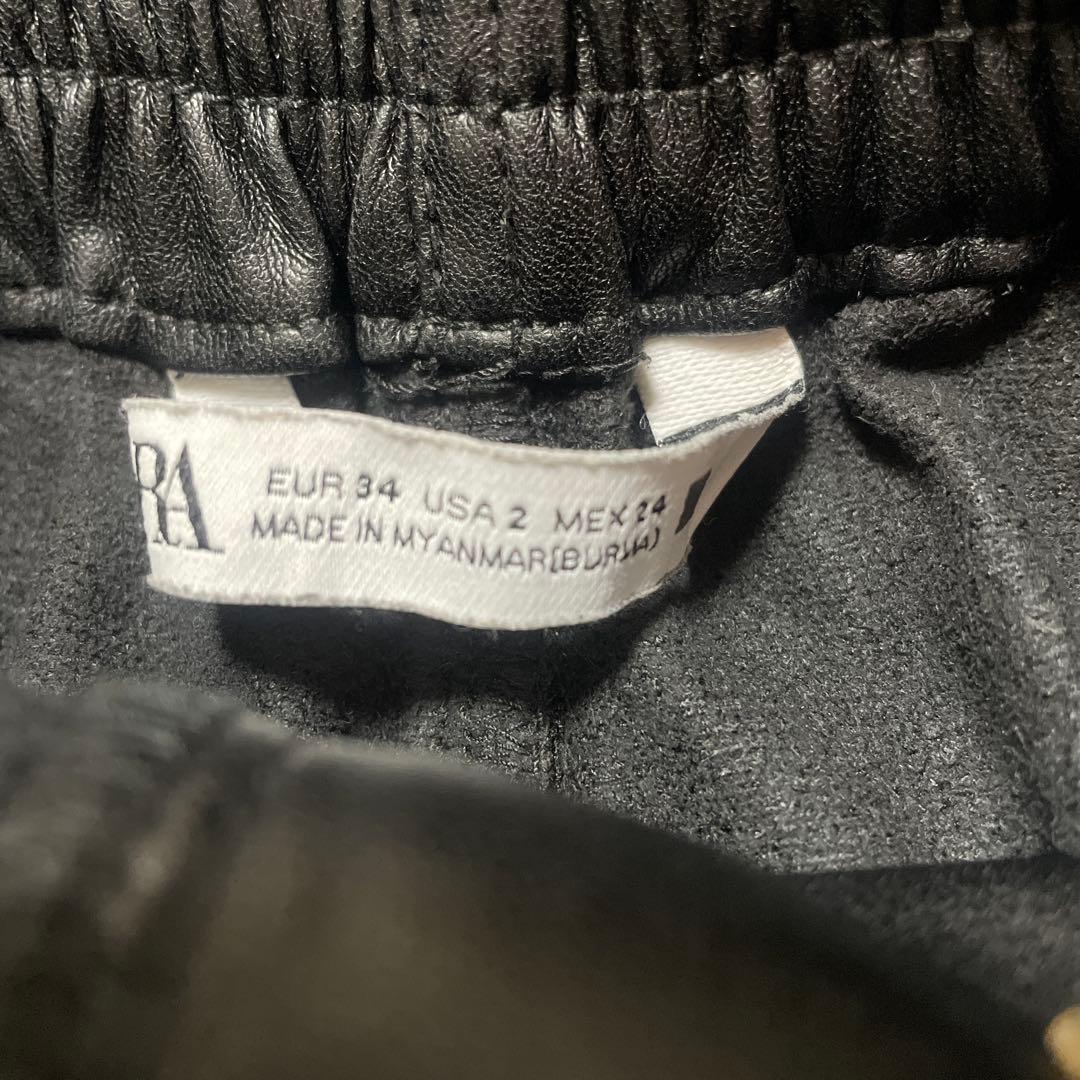 RA
EUR 34 USA 2 MEX 24
MADE IN MYANMAR(BURMA)